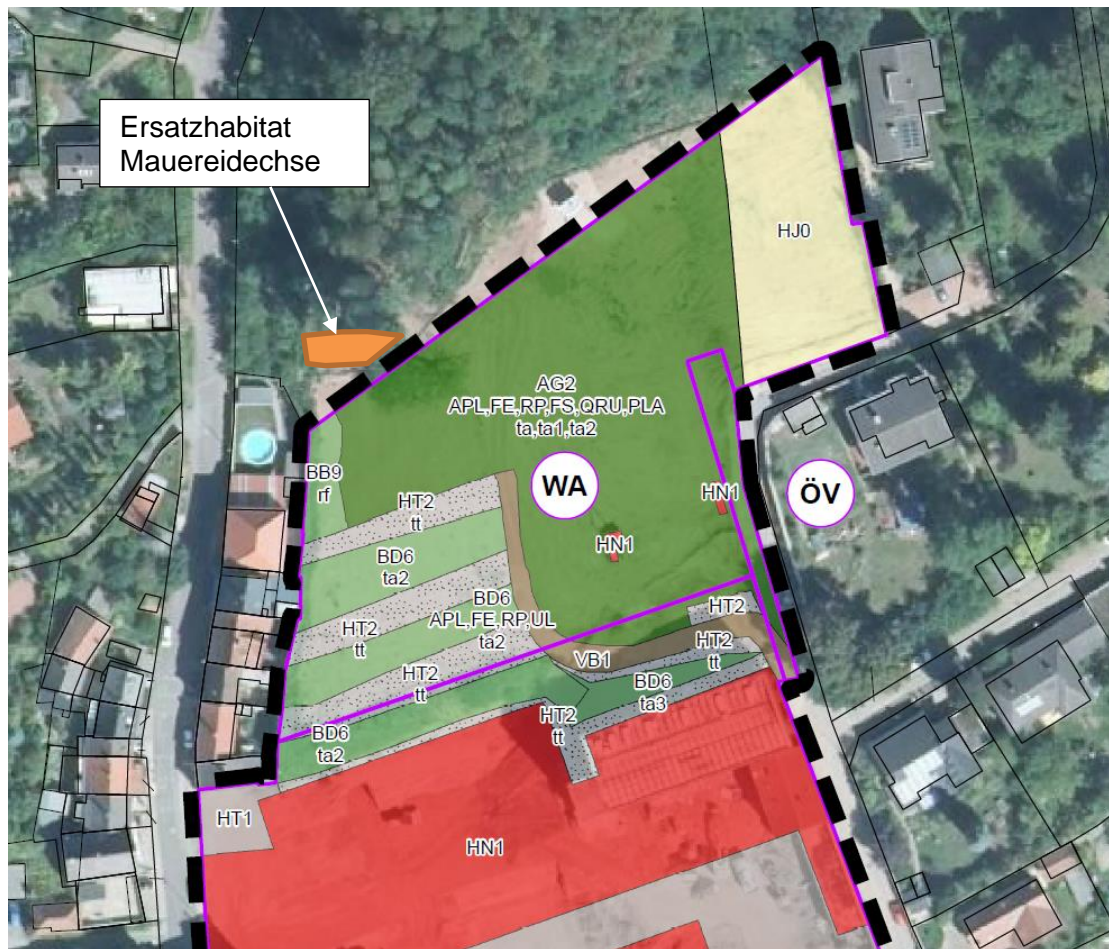 Ersatzhabitat
Mauereidechse
HJ0
AG2
APL,FE,RP,FS,QRU,PLA
ta,ta1,ta2
BB9
rf
WA
ÖV
HN1
HT2
tt
HN1
BD6
ta2
BD6
APL,FE,RP,UL
ta2
HT2
HT2
tt
HT2
tt
VB1
HT2
tt
BD6
ta3
HT2
tt
BD6
ta2
HT1
HN1